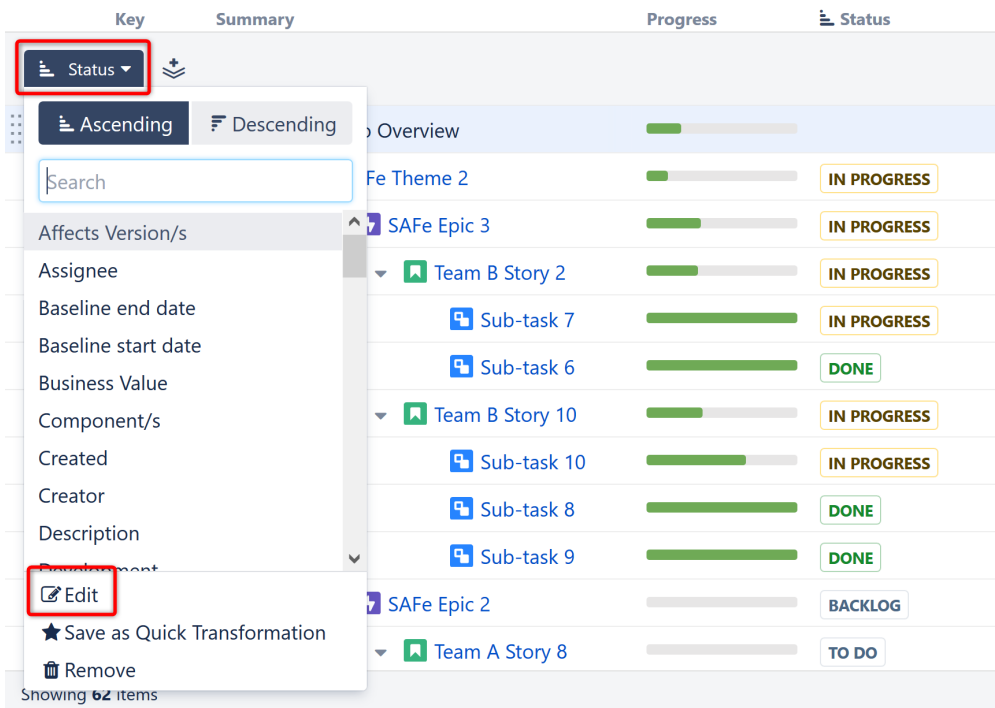 Key Summary Progress Status
Status
Ascending Descending
Overview
Search
Fe Theme 2 IN PROGRESS
Affects Version/s
SAFe Epic 3 IN PROGRESS
Assignee
Team B Story 2 IN PROGRESS
Baseline end date
Sub-task 7 IN PROGRESS
Baseline start date
Sub-task 6 DONE
Business Value
Team B Story 10 IN PROGRESS
Component/s
Created
Sub-task 10 IN PROGRESS
Creator
Sub-task 8 DONE
Description
Sub-task 9 DONE
Development
Edit
SAFe Epic 2 BACKLOG
Save as Quick Transformation
Team A Story 8 TO DO
Remove
Showing 62 items